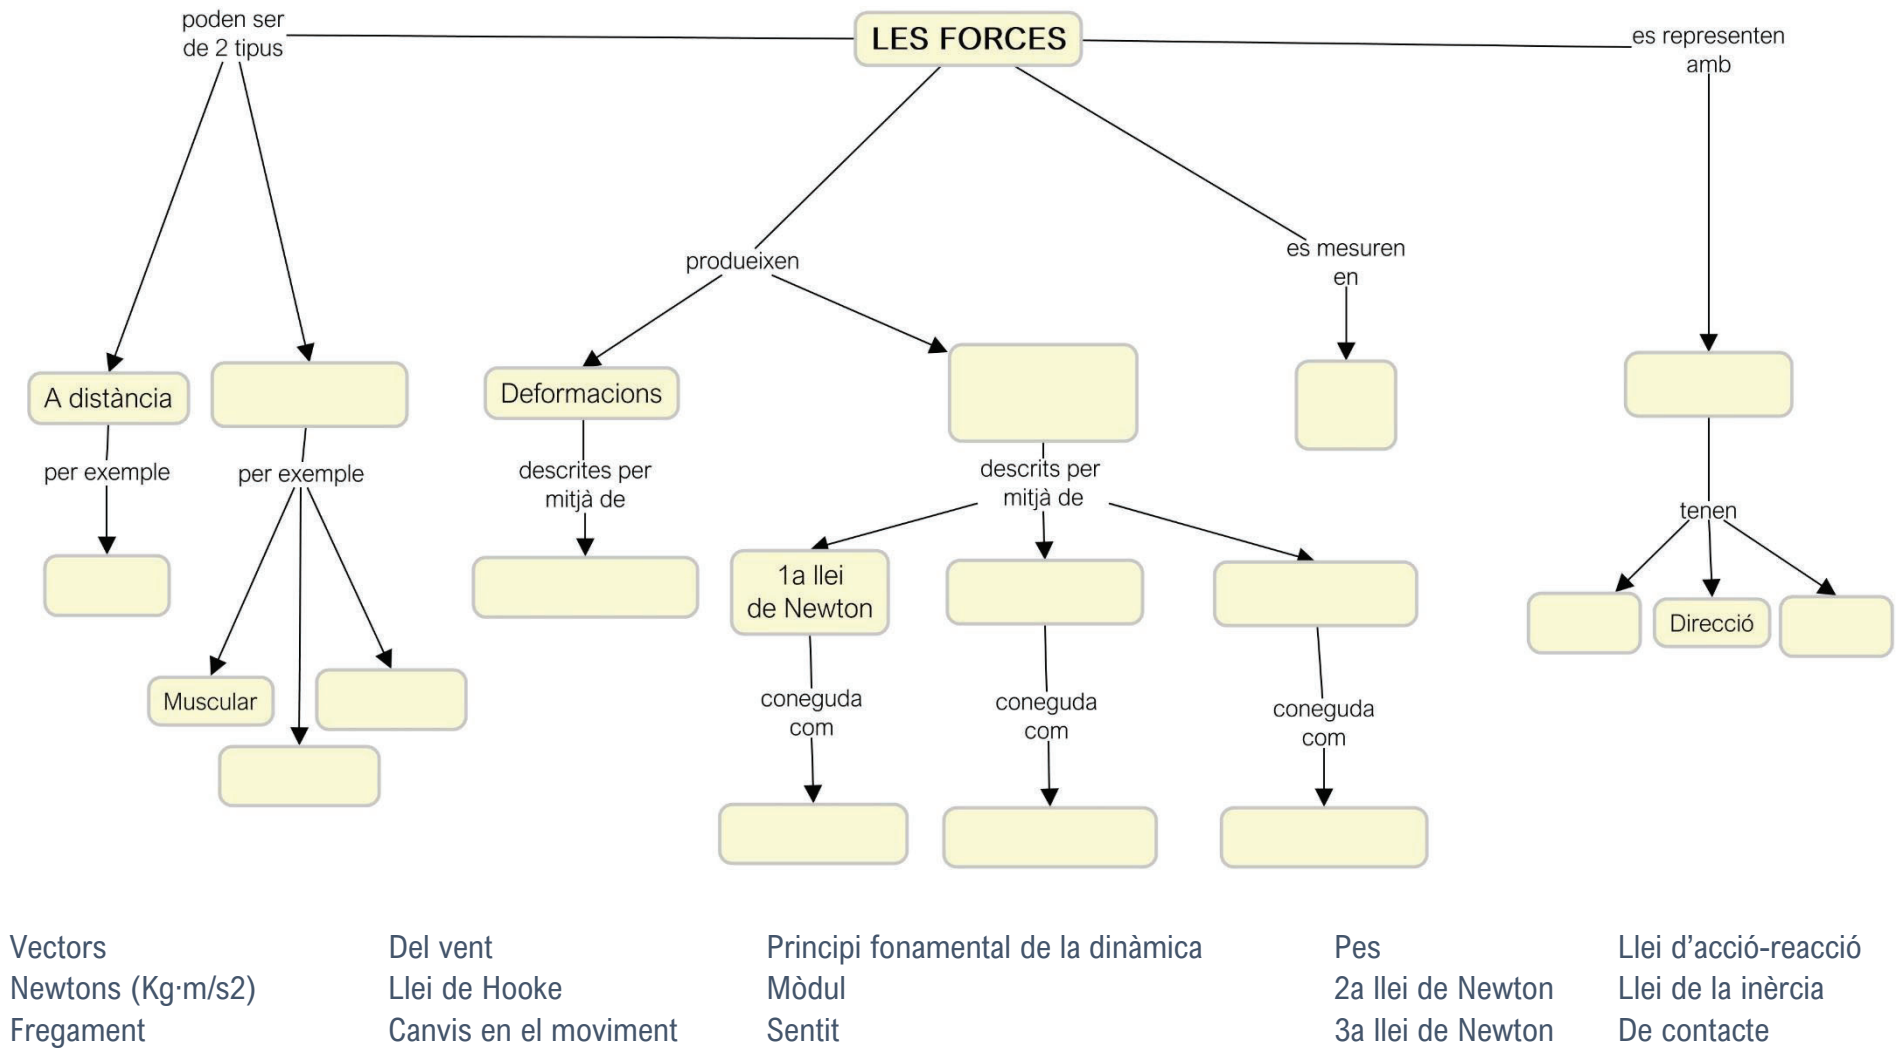 poden ser
de 2 tipus
LES FORCES
es representen
amb
produeixen
es mesuren
en
A distància
Deformacions
per exemple
per exemple
descrites per
mitjà de
descrits per
mitjà de
tenen
1a llei
de Newton
Direcció
Muscular
coneguda
com
coneguda
com
coneguda
com
Vectors
Newtons (Kg·m/s2)
Fregament
Del vent
Llei de Hooke
Canvis en el moviment
Principi fonamental de la dinàmica
Mòdul
Sentit
Pes
2a llei de Newton
3a llei de Newton
Llei d’acció-reacció
Llei de la inèrcia
De contacte